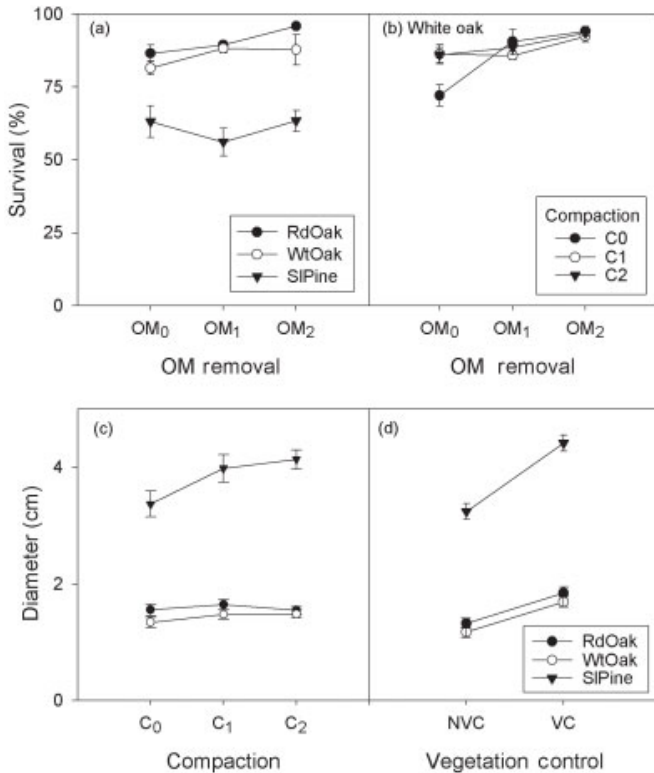 (a)
100
75
50
25
0
Survival (%)
RdOak
WtOak
SlPine
OM0 OM1 OM2
OM removal
(b) White oak
Compaction
C0
C1
C2
OM0 OM1 OM2
OM removal
(c)
4
2
0
Diameter (cm)
C0 C1 C2
Compaction
(d)
RdOak
WtOak
SlPine
NVC VC
Vegetation control